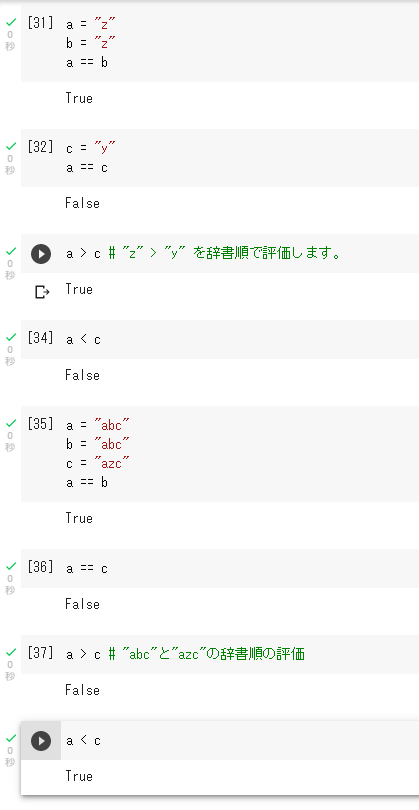 [31] a = "z"
0 b = "z"
秒 a == b
True
[32] c = "y"
0 a == c
秒
False
0 a > c # "z" > "y" を辞書順で評価します。
秒
True
[34] a < c
0
秒
False
[35] a = "abc"
0 b = "abc"
秒 c = "azc"
a == b
True
[36] a == c
0
秒
False
[37] a > c # "abc"と"azc"の辞書順の評価
0
秒
False
0 a < c
秒
True